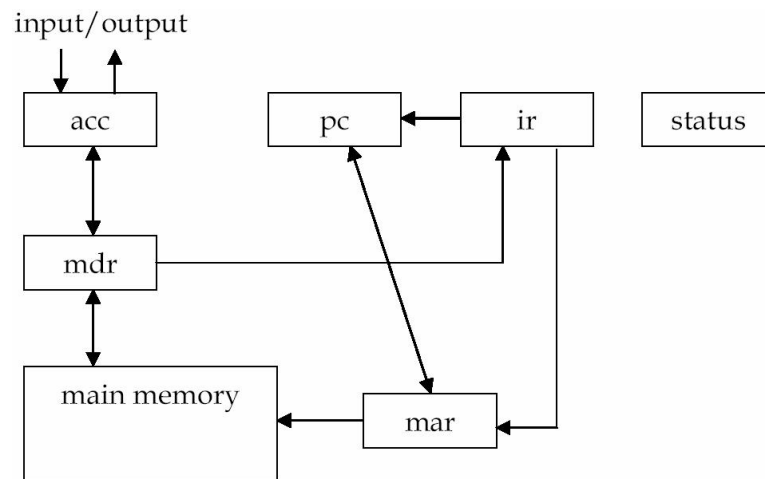 input/output
acc
pc
ir
status
mdr
main memory
mar